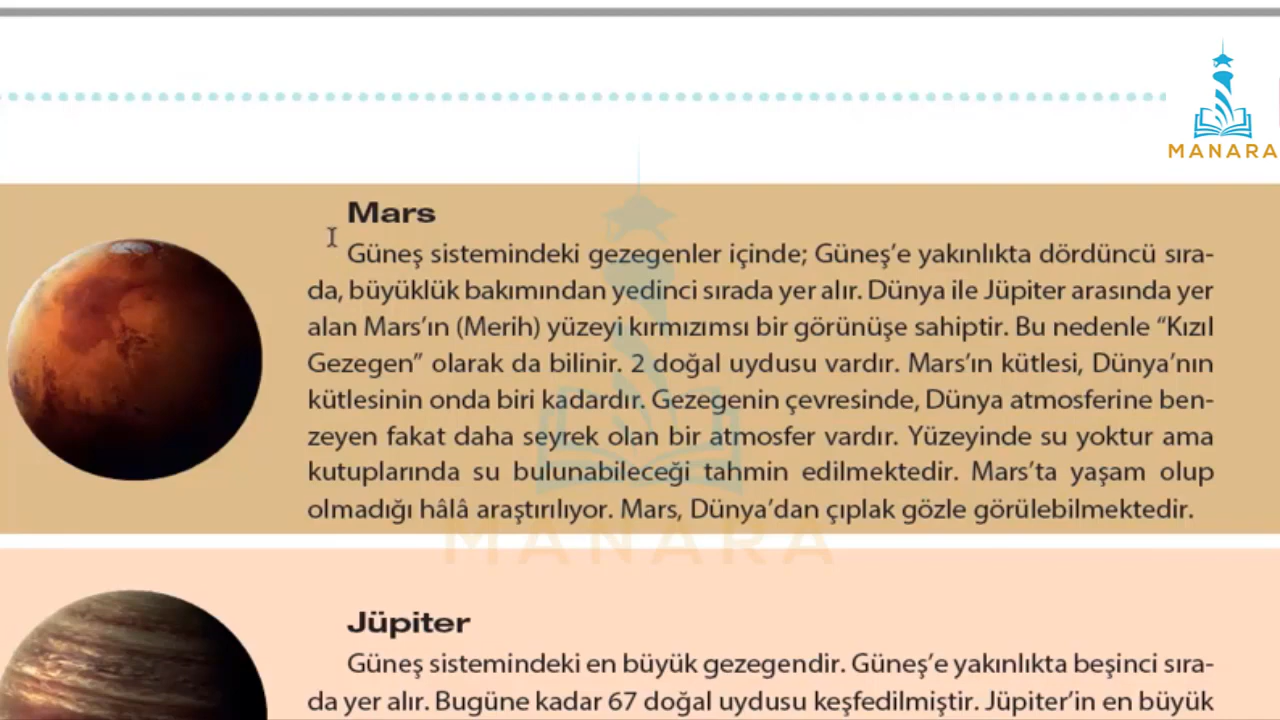 MANARA
Mars
Güneş sistemindeki gezegenler içinde; Güneş’e yakınlıkta dördüncü sıra-
da, büyüklük bakımından yedinci sırada yer alır. Dünya ile Jüpiter arasında yer
alan Mars’ın (Merih) yüzeyi kırmızımsı bir görünüşe sahiptir. Bu nedenle “Kızıl
Gezegen” olarak da bilinir. 2 doğal uydusu vardır. Mars’ın kütlesi, Dünya’nın
kütlesinin onda biri kadardır. Gezegenin çevresinde, Dünya atmosferine ben-
zeyen fakat daha seyrek olan bir atmosfer vardır. Yüzeyinde su yoktur ama
kutuplarında su bulunabileceği tahmin edilmektedir. Mars’ta yaşam olup
olmadığı hâlâ araştırılıyor. Mars, Dünya’dan çıplak gözle görülebilmektedir.
MANARA
Jüpiter
Güneş sistemindeki en büyük gezegendir. Güneş’e yakınlıkta beşinci sıra-
da yer alır. Bugüne kadar 67 doğal uydusu keşfedilmiştir. Jüpiter’in en büyük